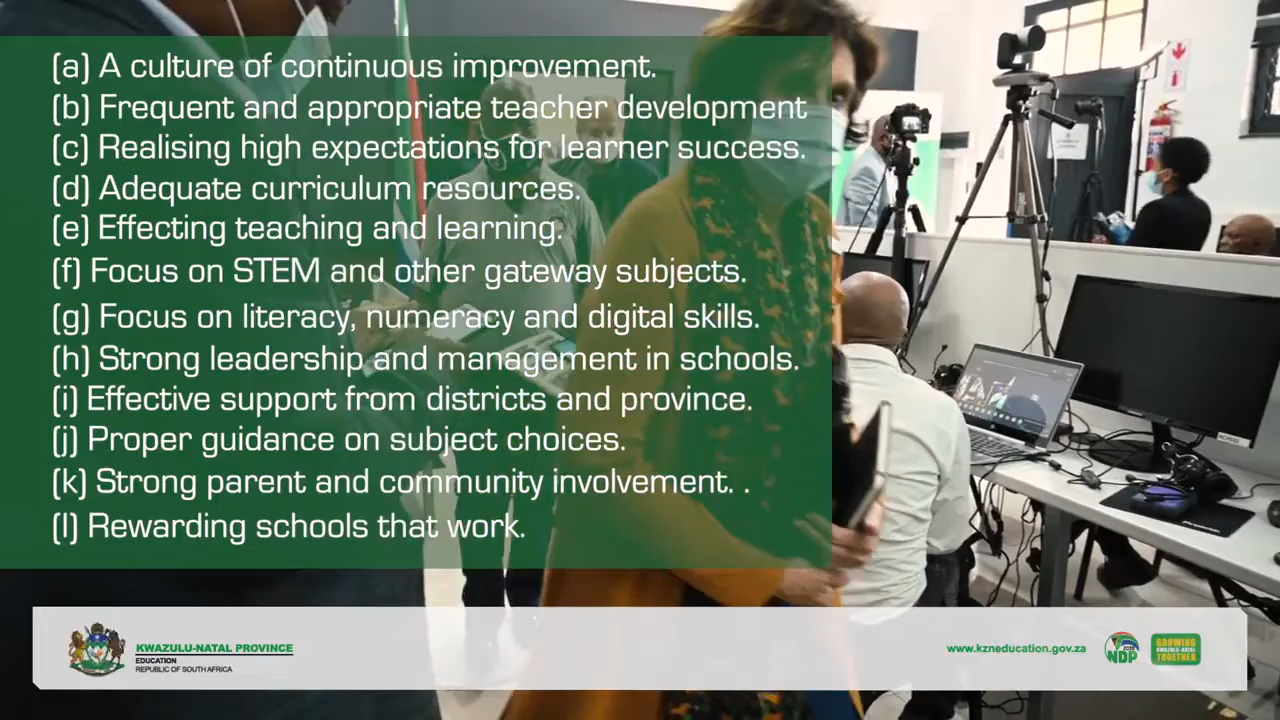 (a) A culture of continuous improvement.
(b) Frequent and appropriate teacher development
(c) Realising high expectations for learner success.
(d) Adequate curriculum resources.
(e) Effecting teaching and learning.
(f) Focus on STEM and other gateway subjects.
(g) Focus on literacy, numeracy and digital skills.
(h) Strong leadership and management in schools.
(i) Effective support from districts and province.
(j) Proper guidance on subject choices.
(k) Strong parent and community involvement. .
(l) Rewarding schools that work.
KWAZULU-NATAL PROVINCE
EDUCATION
REPUBLIC OF SOUTH AFRICA
www.kzneducation.gov.za
NDP
GROWING
KWAZULU-NATAL
TOGETHER